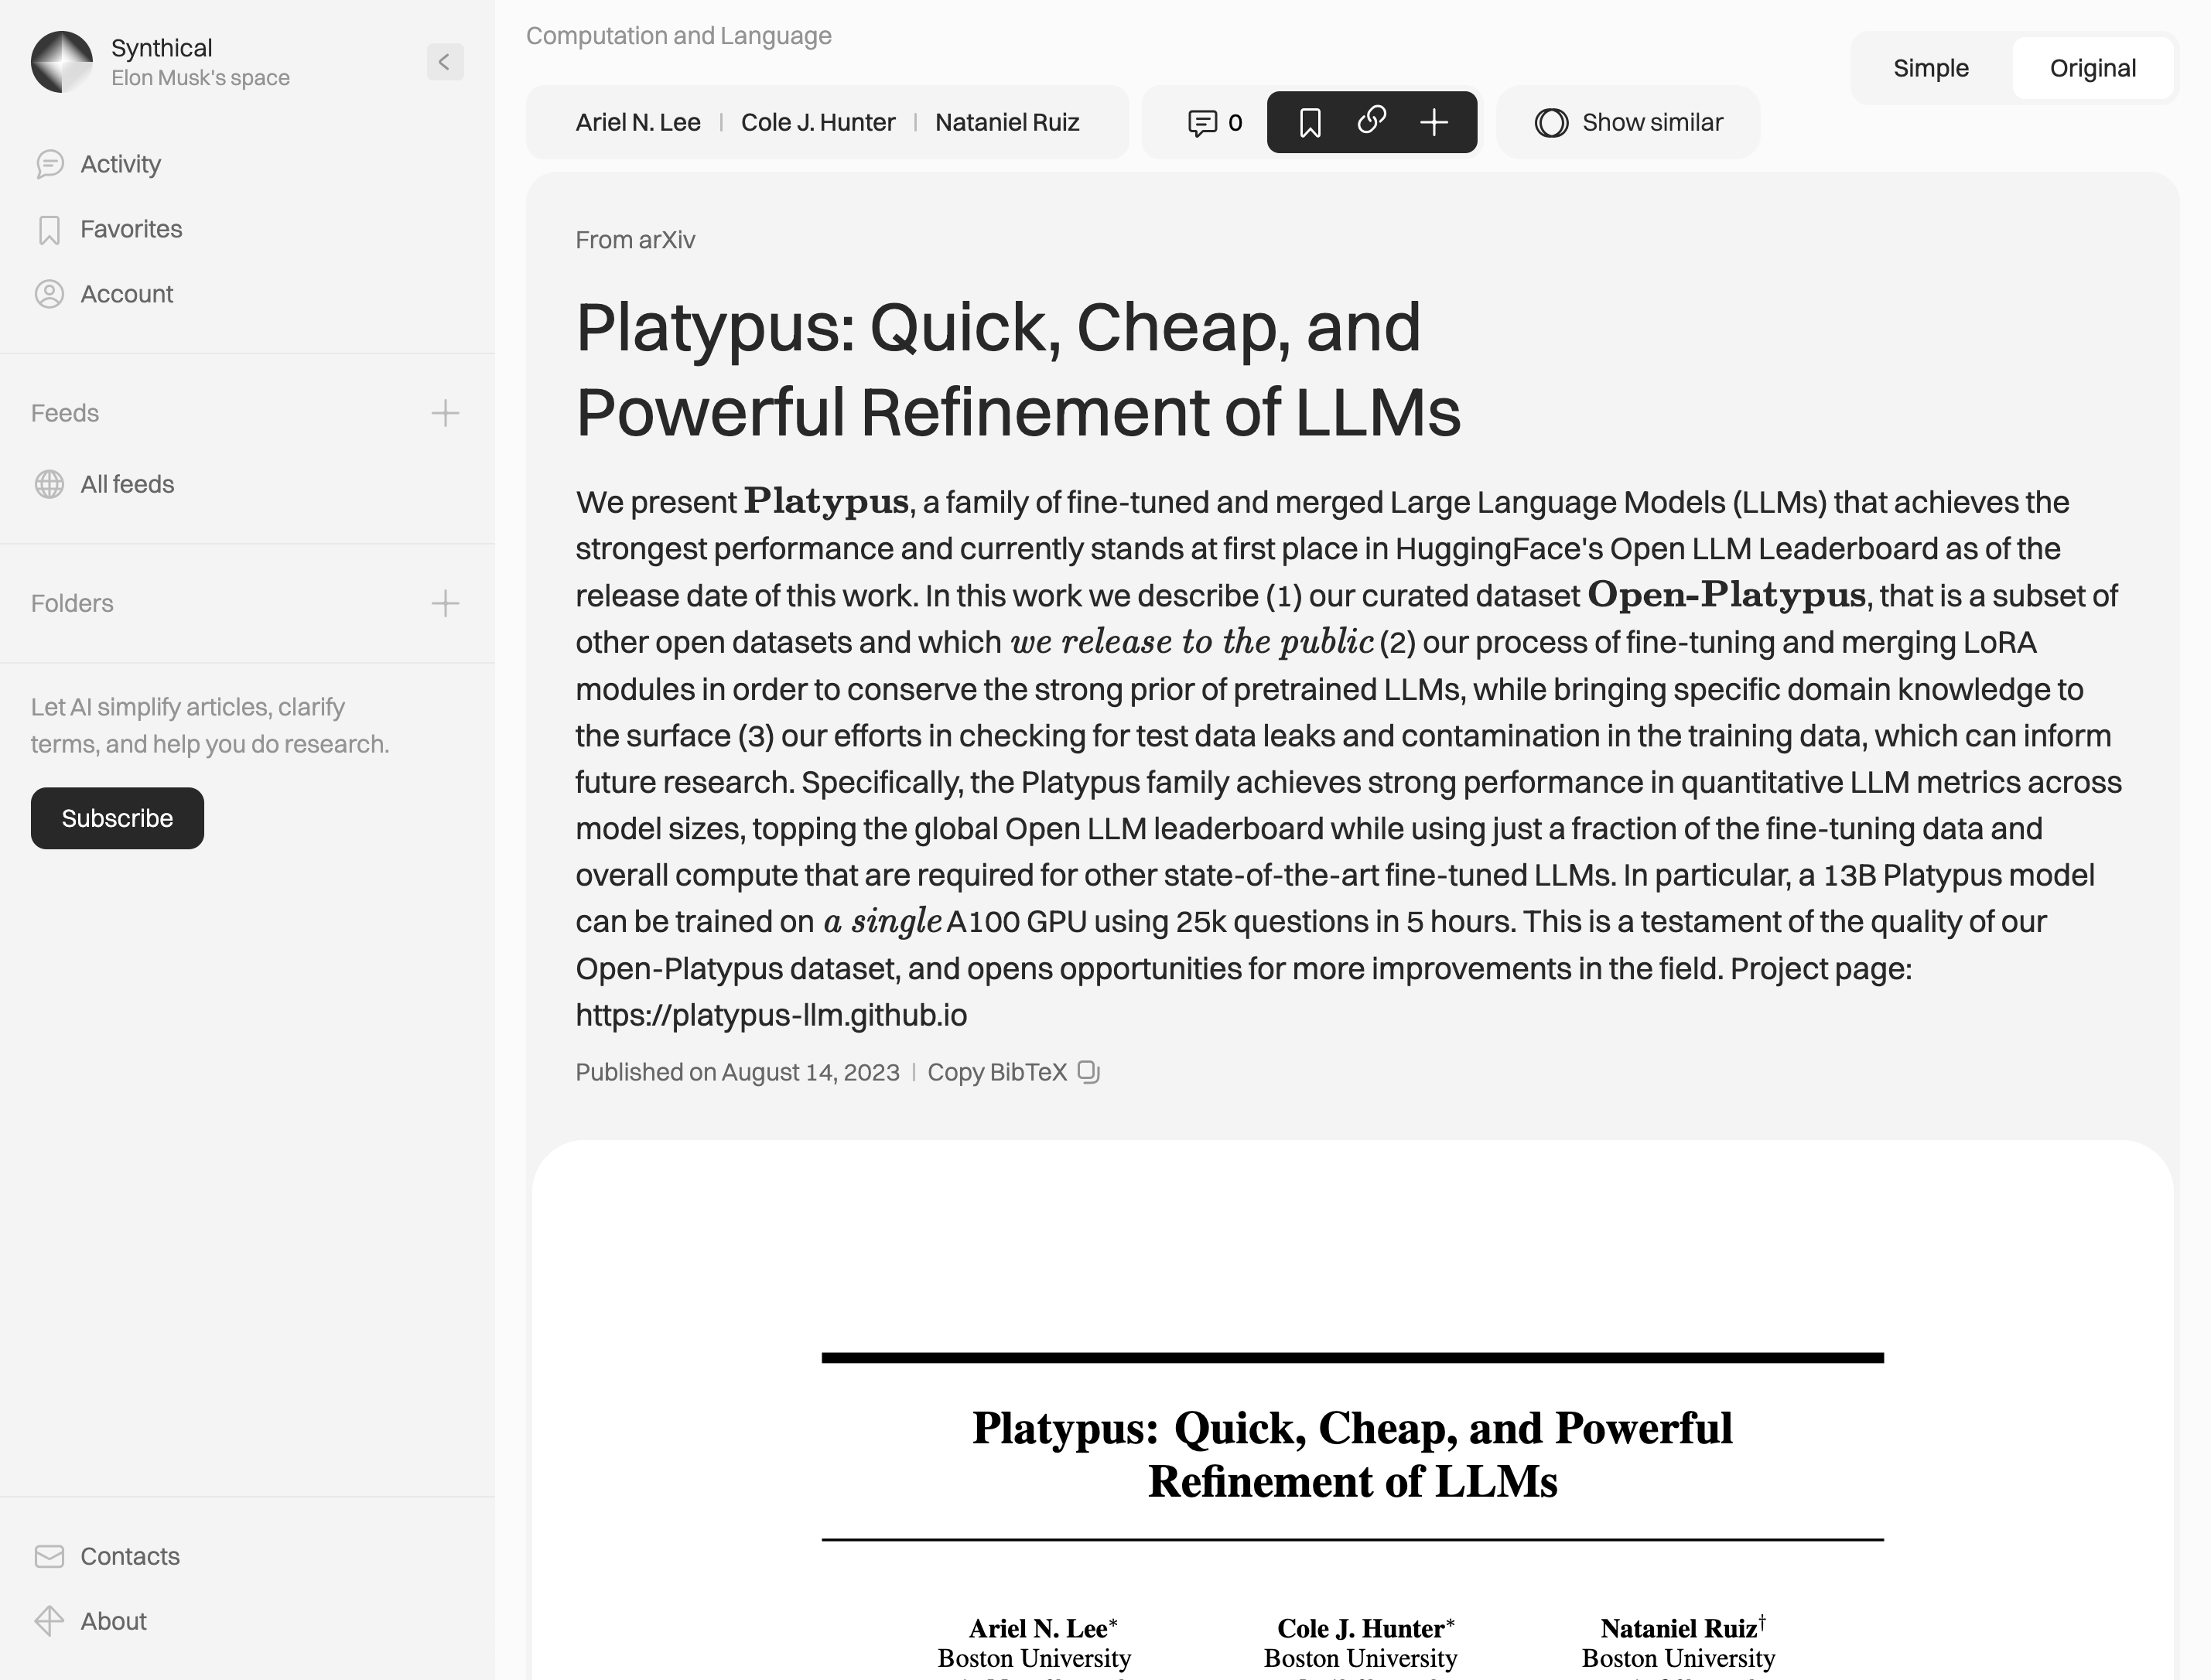 Synthical
Elon Musk's space
Activity
Favorites
Account
Feeds
All feeds
Folders
Let AI simplify articles, clarify
terms, and help you do research.
Subscribe
Contacts
About
Computation and Language
Simple
Original
Ariel N. Lee | Cole J. Hunter | Nataniel Ruiz
0
Show similar
From arXiv
Platypus: Quick, Cheap, and
Powerful Refinement of LLMs
We present Platypus, a family of fine-tuned and merged Large Language Models (LLMs) that achieves the
strongest performance and currently stands at first place in HuggingFace's Open LLM Leaderboard as of the
release date of this work. In this work we describe (1) our curated dataset Open-Platypus, that is a subset of
other open datasets and which we release to the public (2) our process of fine-tuning and merging LoRA
modules in order to conserve the strong prior of pretrained LLMs, while bringing specific domain knowledge to
the surface (3) our efforts in checking for test data leaks and contamination in the training data, which can inform
future research. Specifically, the Platypus family achieves strong performance in quantitative LLM metrics across
model sizes, topping the global Open LLM leaderboard while using just a fraction of the fine-tuning data and
overall compute that are required for other state-of-the-art fine-tuned LLMs. In particular, a 13B Platypus model
can be trained on a single A100 GPU using 25k questions in 5 hours. This is a testament of the quality of our
Open-Platypus dataset, and opens opportunities for more improvements in the field. Project page:
https://platypus-llm.github.io
Published on August 14, 2023 | Copy BibTeX
Platypus: Quick, Cheap, and Powerful
Refinement of LLMs
Ariel N. Lee* Cole J. Hunter* Nataniel Ruiz†
Boston University Boston University Boston University